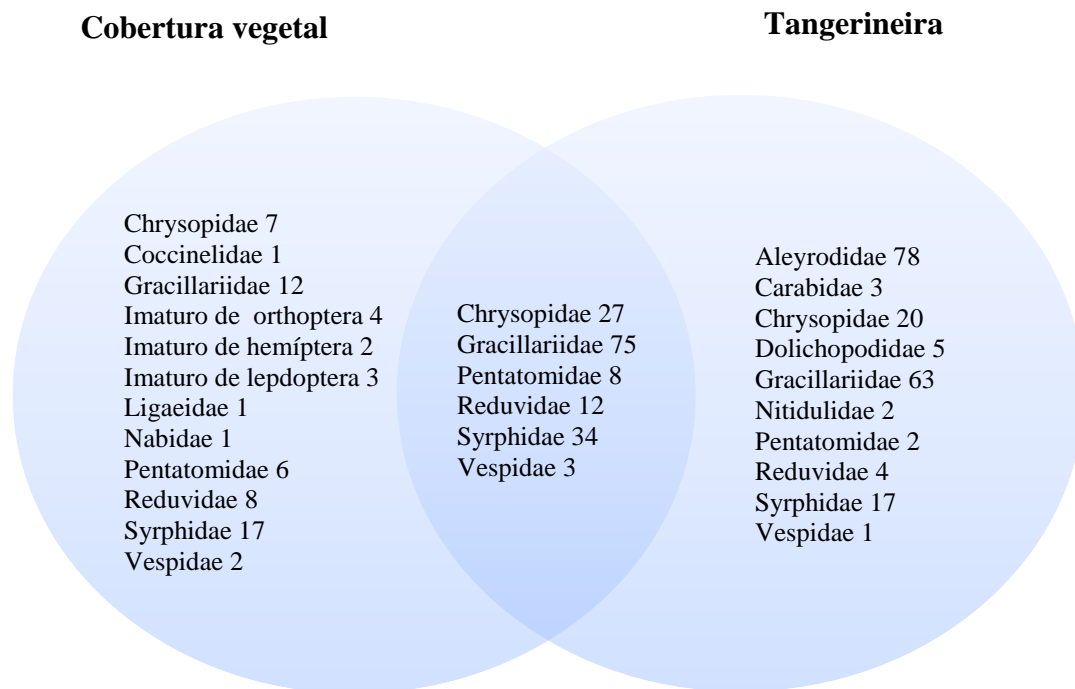 Cobertura vegetal
Tangerineira
Chrysopidae 7
Coccinelidae 1
Gracillariidae 12
Imaturo de orthoptera 4
Imaturo de hemíptera 2
Imaturo de lepdoptera 3
Ligaeidae 1
Nabidae 1
Pentatomidae 6
Reduvidae 8
Syrphidae 17
Vespidae 2
Chrysopidae 27
Gracillariidae 75
Pentatomidae 8
Reduvidae 12
Syrphidae 34
Vespidae 3
Aleyrodidae 78
Carabidae 3
Chrysopidae 20
Dolichopodidae 5
Gracillariidae 63
Nitidulidae 2
Pentatomidae 2
Reduvidae 4
Syrphidae 17
Vespidae 1